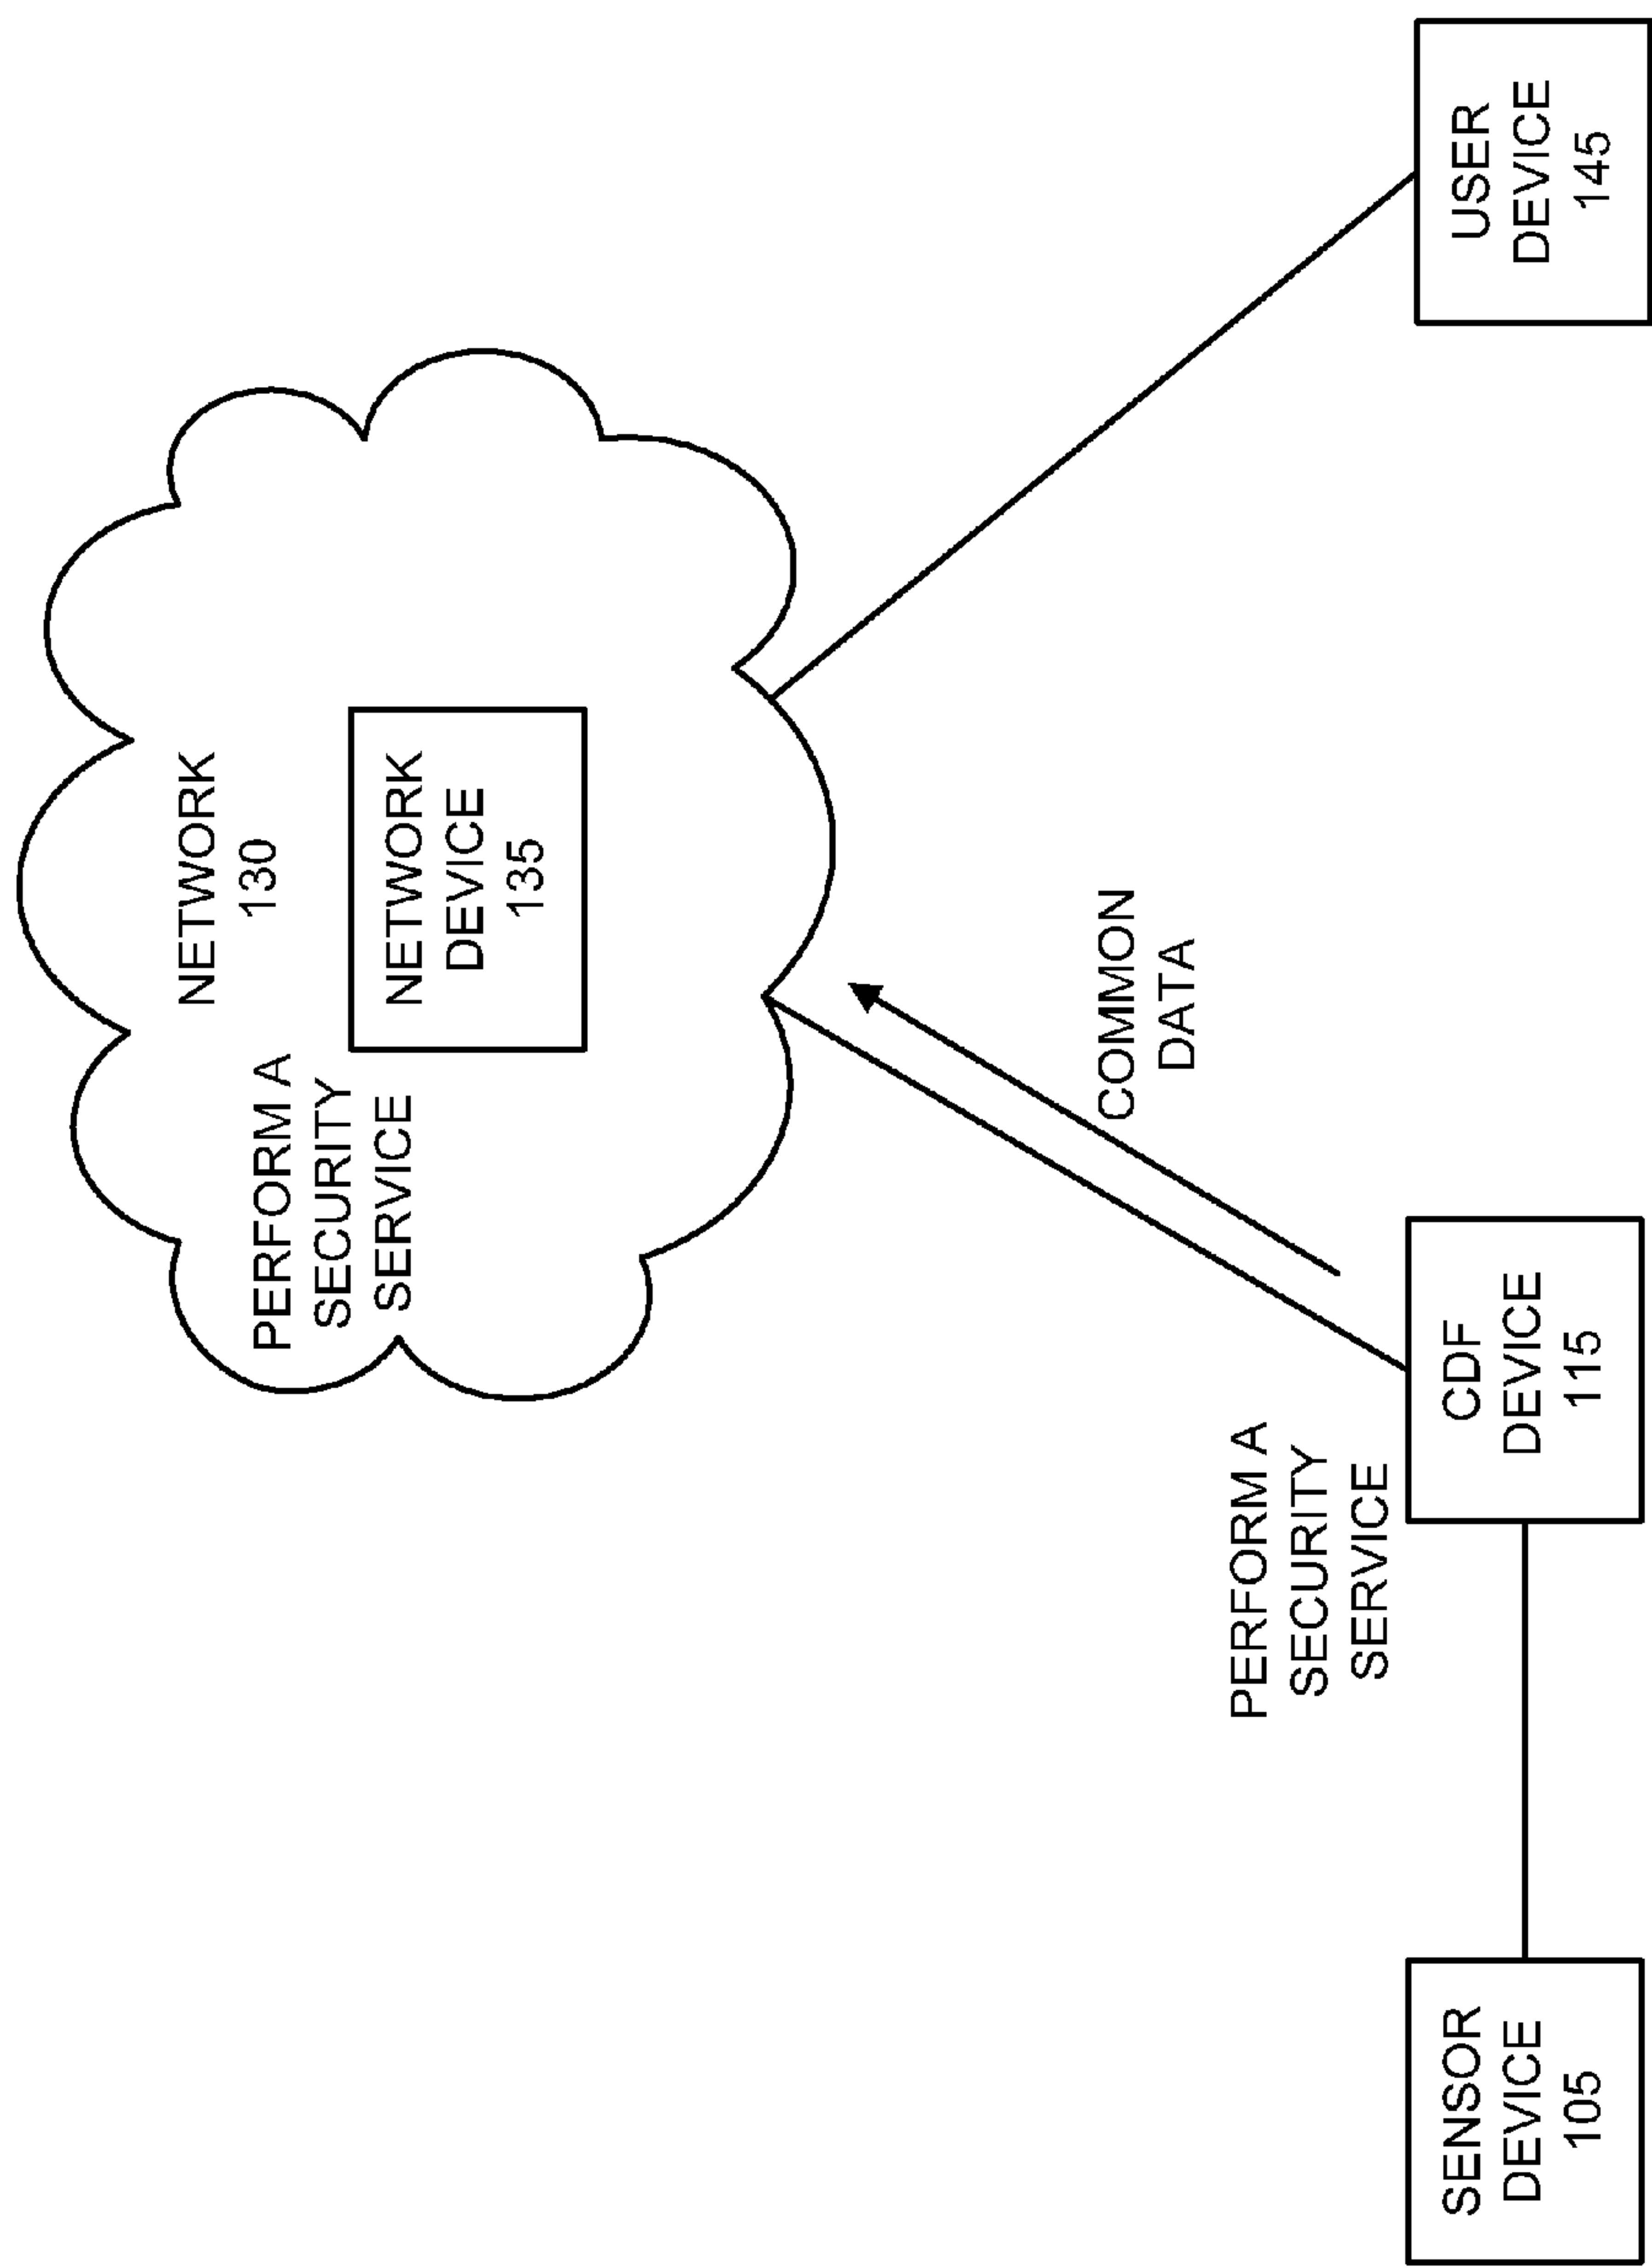 NETWORK
130
NETWORK
DEVICE
135
PERFORM A
SECURITY
SERVICE
COMMON
DATA
PERFORM A
SECURITY
SERVICE
SENSOR
DEVICE
105
CDF
DEVICE
115
USER
DEVICE
145